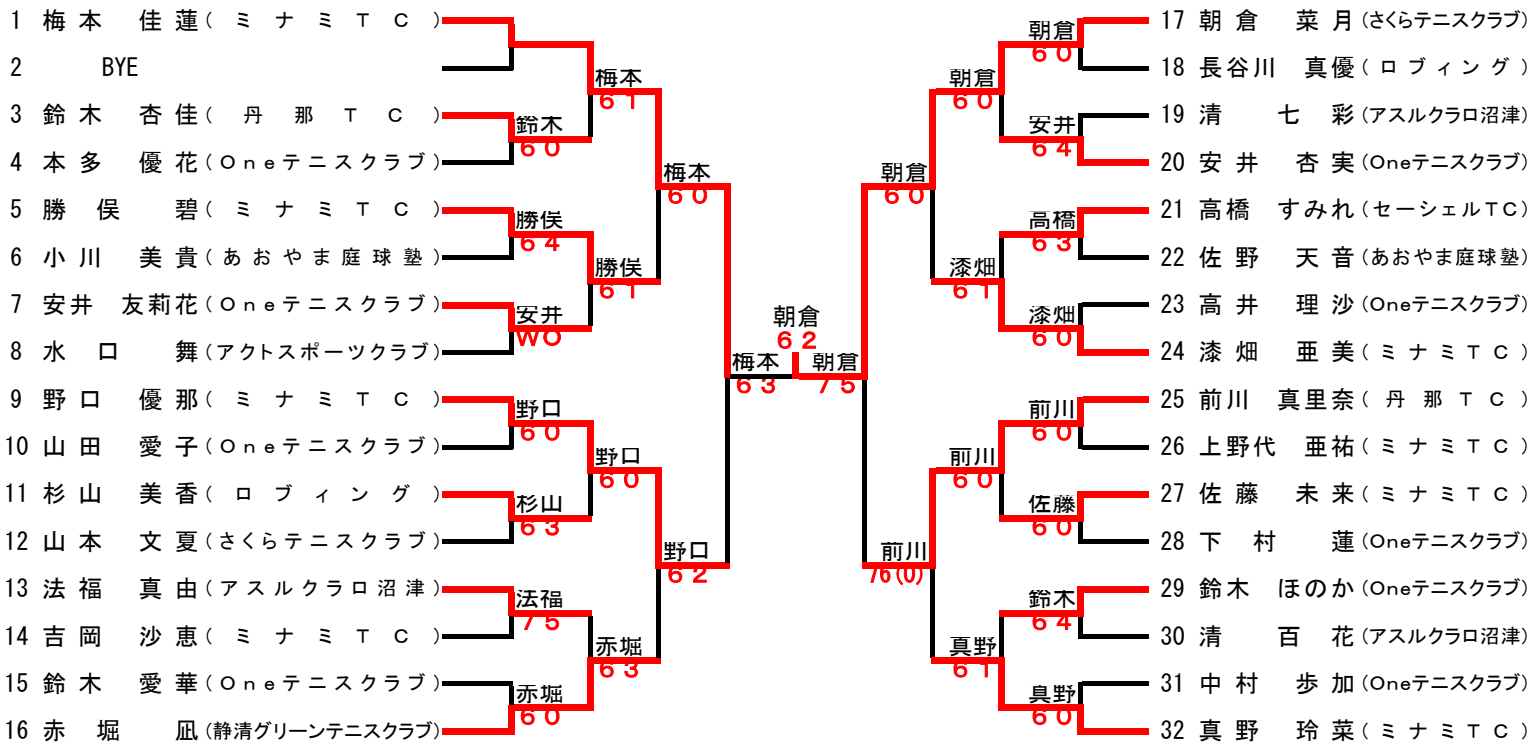 1 梅本 佳蓮(ミナミTC)
2 BYE
3 鈴木 杏佳(丹那TC)
4 本多 優花(Oneテニスクラブ)
5 勝俣 碧(ミナミTC)
6 小川 美貴(あおやま庭球塾)
7 安井 友莉花(Oneテニスクラブ)
8 水口 舞(アクトスポーツクラブ)
9 野口 優那(ミナミTC)
10 山田 愛子(Oneテニスクラブ)
11 杉山 美香(ロブィング)
12 山本 文夏(さくらテニスクラブ)
13 法福 真由(アスルクラロ沼津)
14 吉岡 沙恵(ミナミTC)
15 鈴木 愛華(Oneテニスクラブ)
16 赤堀 凪(静清グリーンテニスクラブ)
鈴木
60
勝俣
64
安井
WO
野口
60
杉山
63
法福
75
赤堀
60
梅本
61
勝俣
61
野口
60
赤堀
63
梅本
60
野口
62
梅本
63
朝倉
62
朝倉
75
朝倉
60
前川
76(0)
朝倉
60
漆畑
61
前川
60
真野
61
朝倉
60
安井
64
高橋
63
漆畑
60
前川
60
佐藤
60
鈴木
64
真野
60
17 朝倉 菜月(さくらテニスクラブ)
18 長谷川 真優(ロブィング)
19 清 七彩(アスルクラロ沼津)
20 安井 杏実(Oneテニスクラブ)
21 高橋 すみれ(セーシェルTC)
22 佐野 天音(あおやま庭球塾)
23 高井 理沙(Oneテニスクラブ)
24 漆畑 亜美(ミナミTC)
25 前川 真里奈(丹那TC)
26 上野代 亜祐(ミナミTC)
27 佐藤 未来(ミナミTC)
28 下村 蓮(Oneテニスクラブ)
29 鈴木 ほのか(Oneテニスクラブ)
30 清 百花(アスルクラロ沼津)
31 中村 歩加(Oneテニスクラブ)
32 真野 玲菜(ミナミTC)